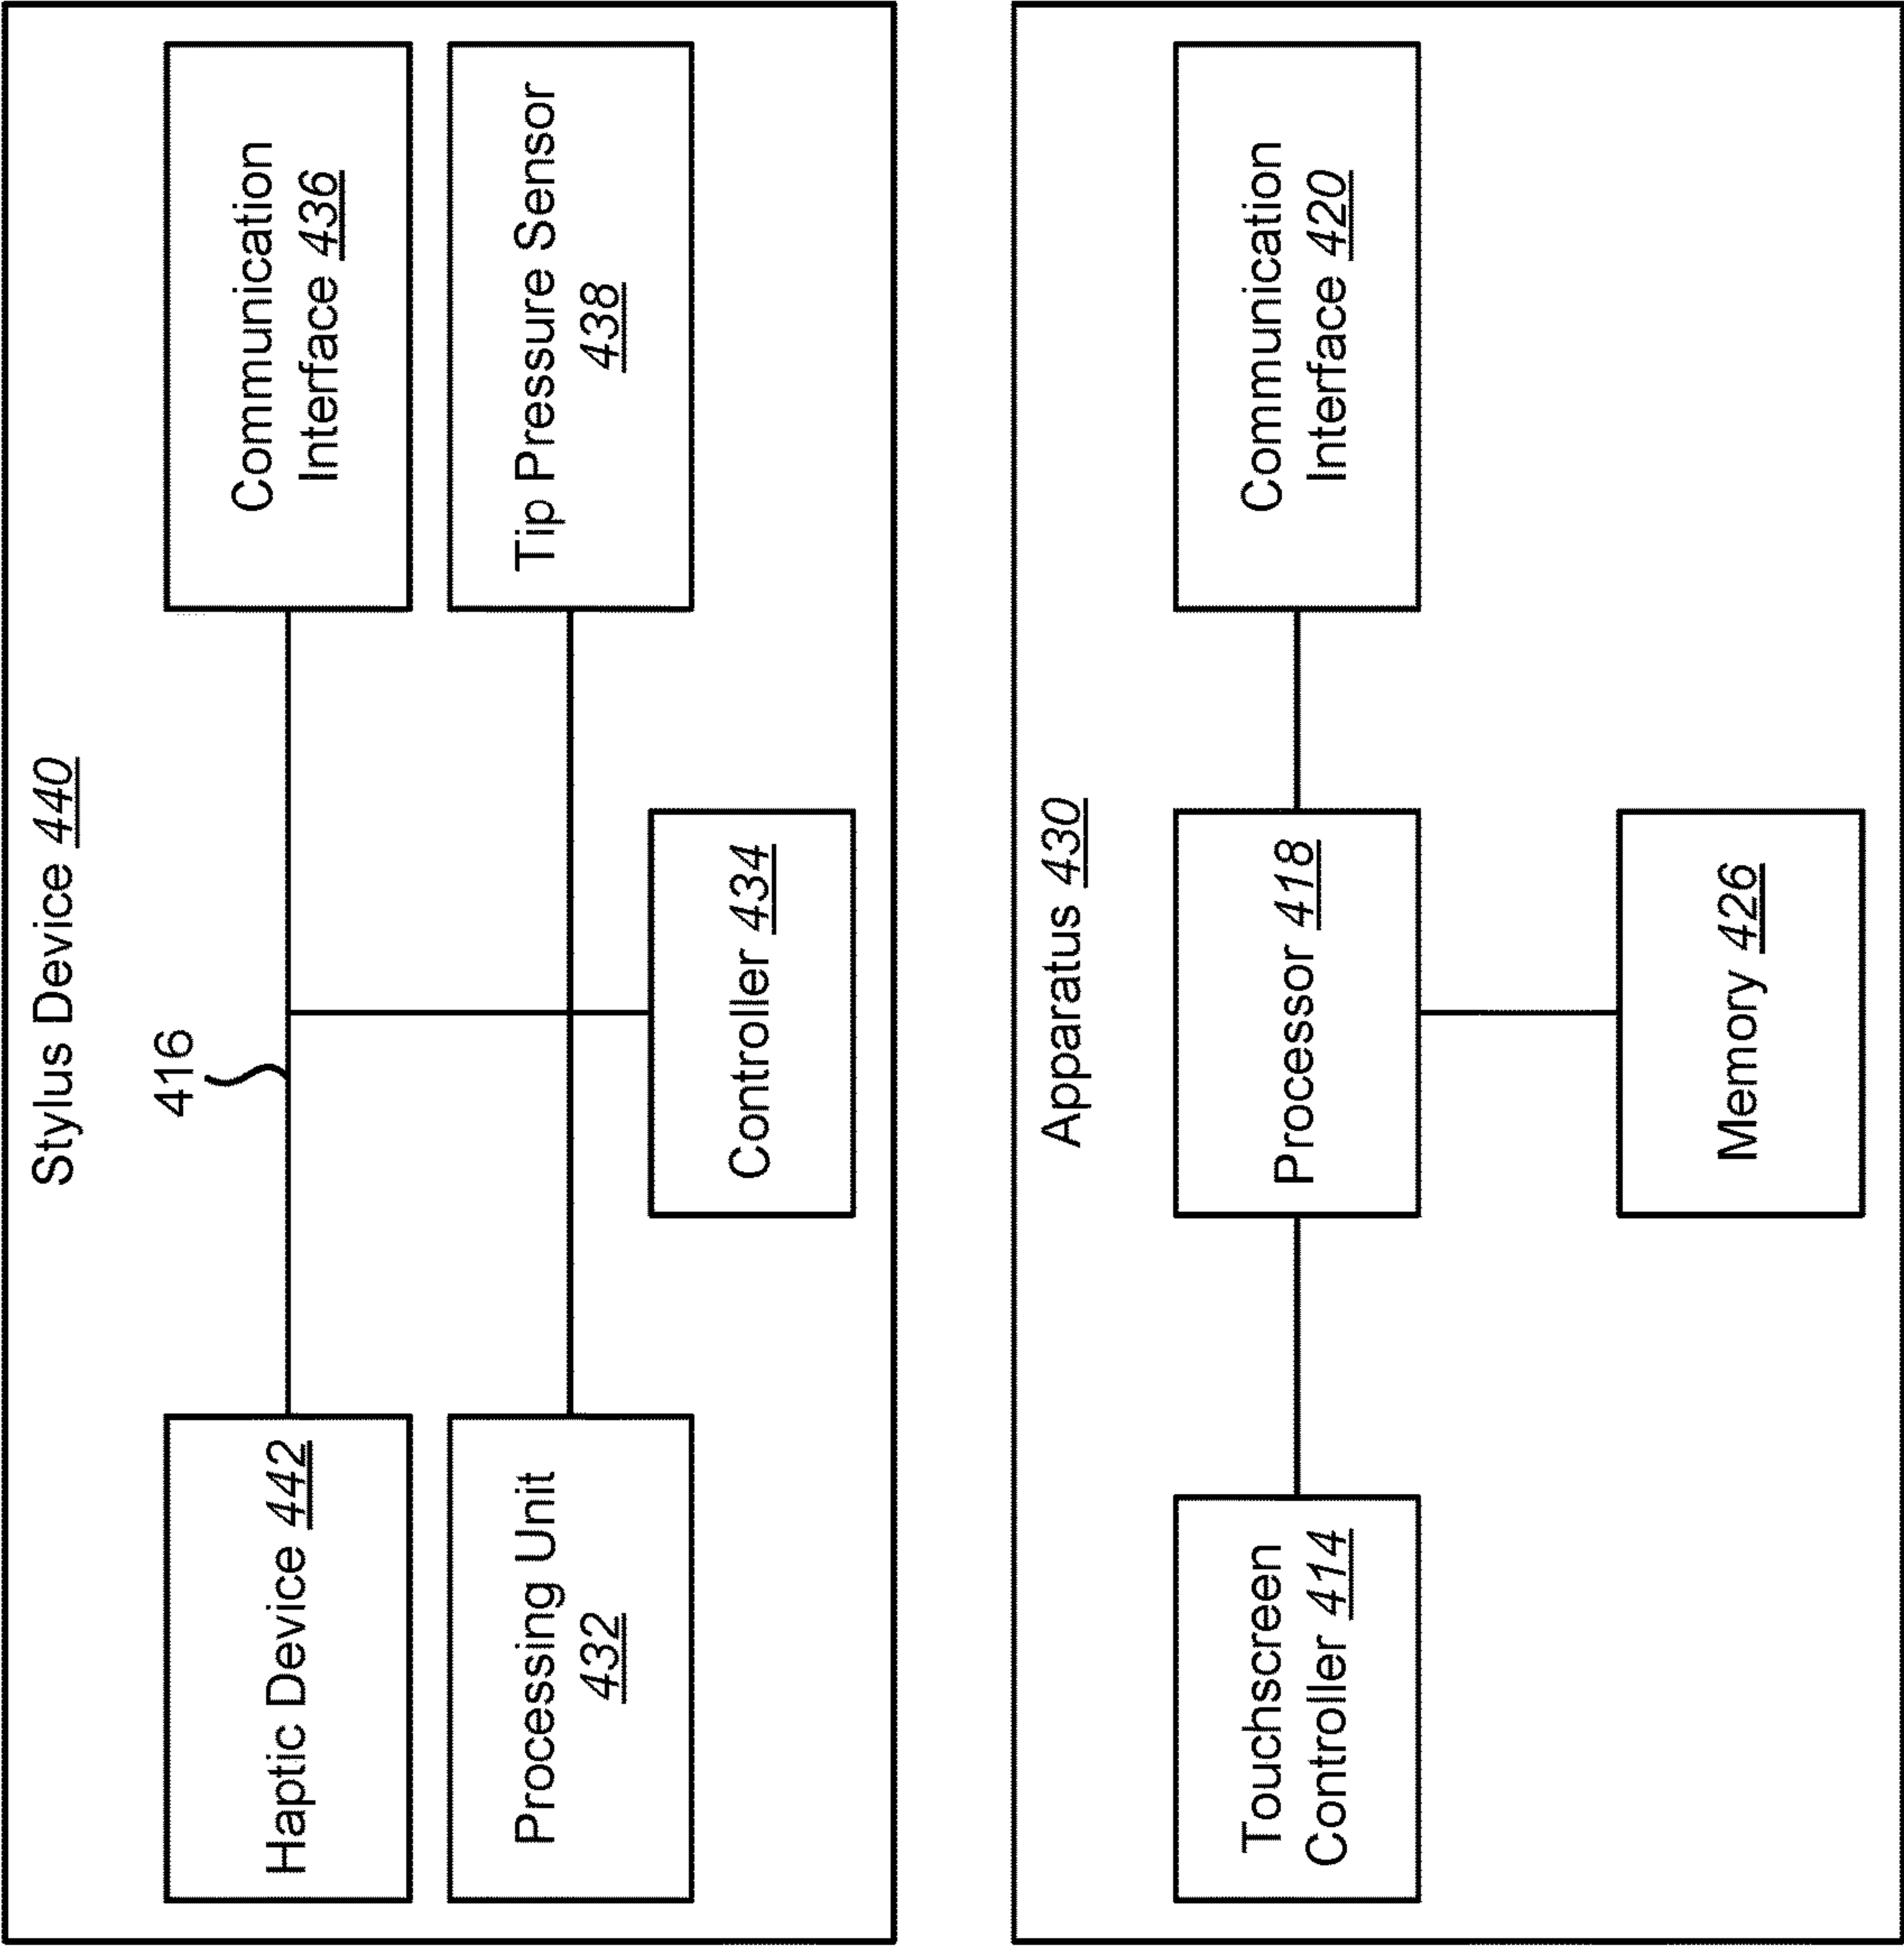 Stylus Device 440
416
Haptic Device 442
Communication
Interface 436
Processing Unit
432
Tip Pressure Sensor
438
Controller 434
Apparatus 430
Touchscreen
Controller 414
Processor 418
Communication
Interface 420
Memory 426